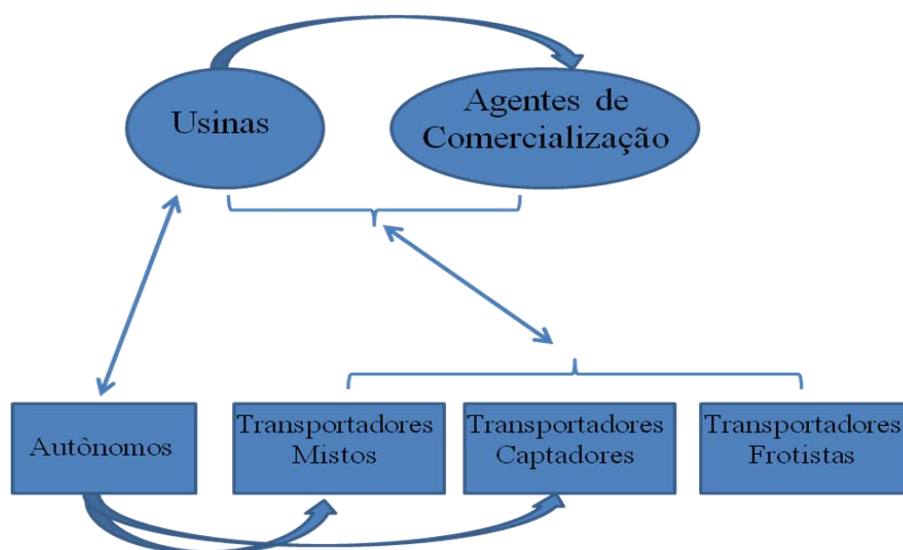 Usinas
Agentes de
Comercialização
Autônomos
Transportadores
Mistos
Transportadores
Captadores
Transportadores
Frotistas